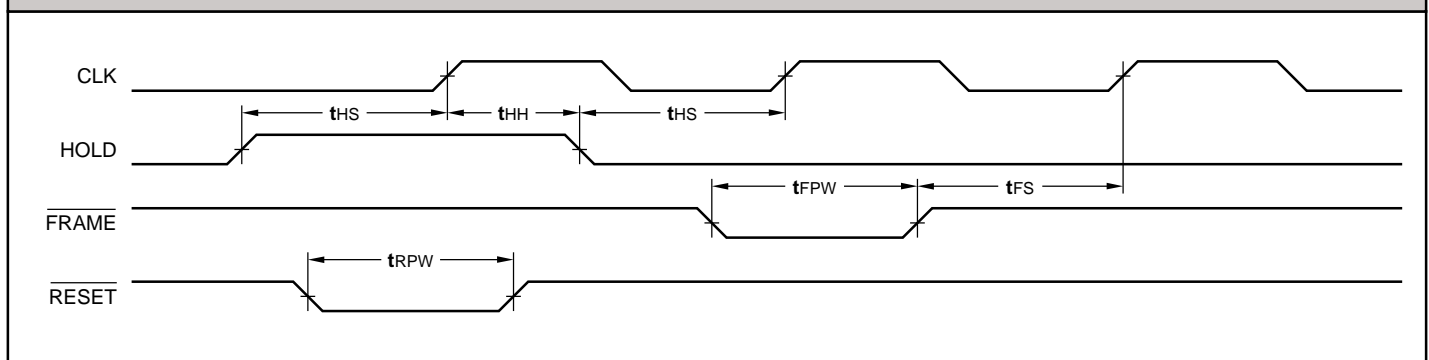 CLK
tHS tHH tHS
HOLD
tFPW tFS
FRAME
tRPW
RESET